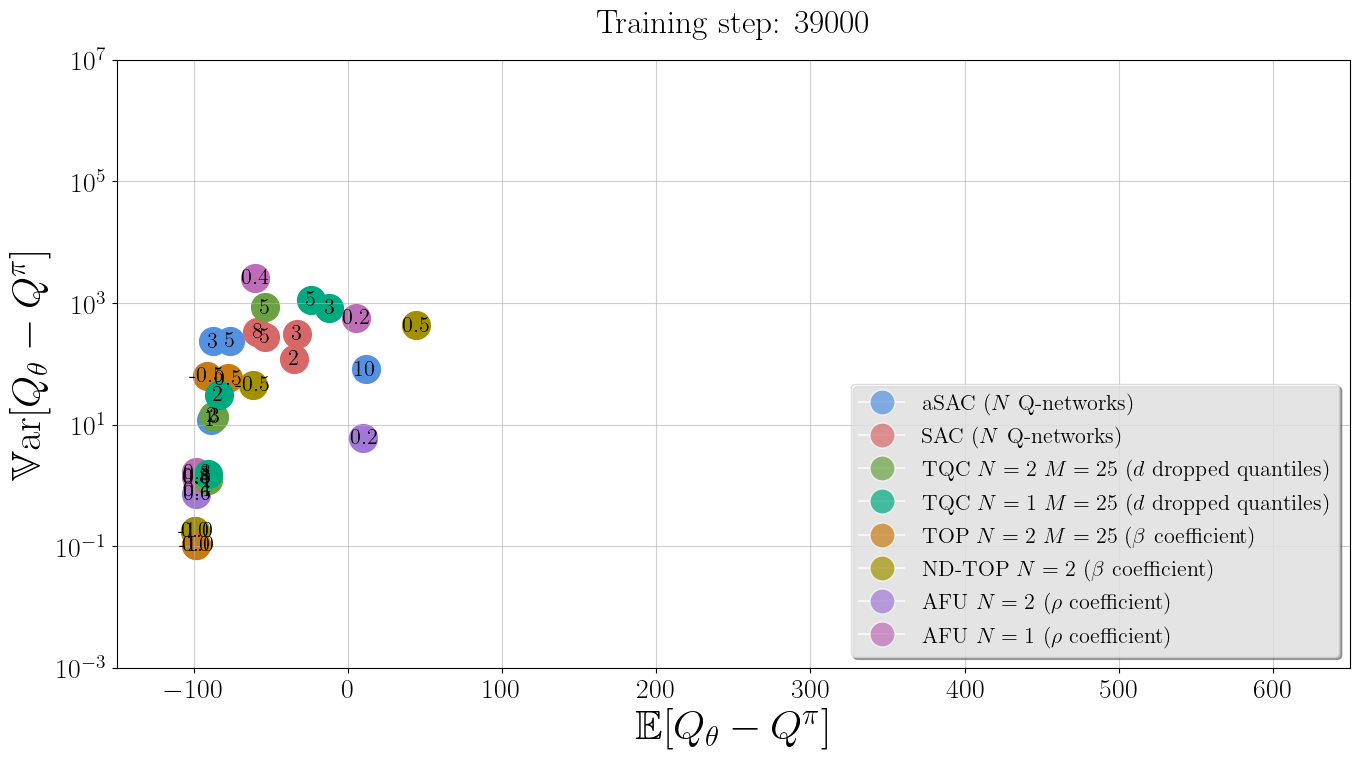 Training step: 39000
10^7
10^5
10^3
10^1
10^{-1}
10^{-3}
\mathbb{V}ar[Q_θ − Q^π]
0.4
5
5
3
0.2
0.5
8
5
3
2
3
5
10
-0.5
-0.5
2
3
0.2
-1.0
-1.0
aSAC (N Q-networks)
SAC (N Q-networks)
TQC N = 2 M = 25 (d dropped quantiles)
TQC N = 1 M = 25 (d dropped quantiles)
TOP N = 2 M = 25 (β coefficient)
ND-TOP N = 2 (β coefficient)
AFU N = 2 (ρ coefficient)
AFU N = 1 (ρ coefficient)
−100 0 100 200 300 400 500 600
𝔼[Q_θ − Q^π]